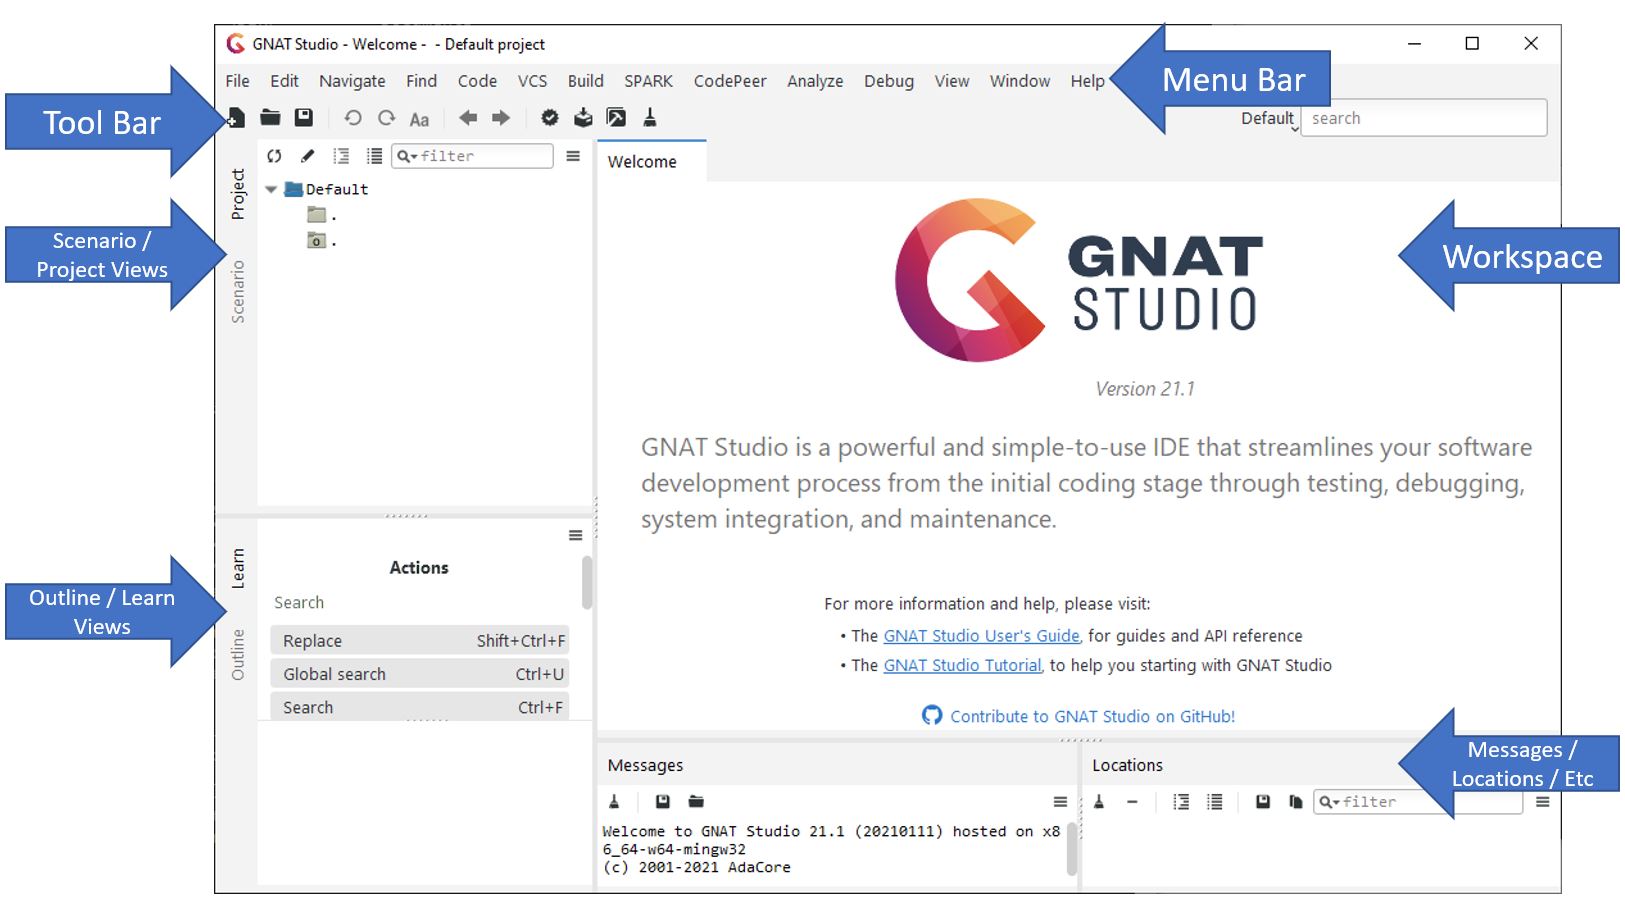 GNAT Studio - Welcome - - Default project
File Edit Navigate Find Code VCS Build SPARK CodePeer Analyze Debug View Window Help
Menu Bar
Tool Bar
Aa
Default
search
Project
Scenario
Scenario /
Project Views
filter
Default
.
o .
Welcome
GNAT
STUDIO
Workspace
Version 21.1
GNAT Studio is a powerful and simple-to-use IDE that streamlines your software
development process from the initial coding stage through testing, debugging,
system integration, and maintenance.
For more information and help, please visit:
• The GNAT Studio User's Guide, for guides and API reference
• The GNAT Studio Tutorial, to help you starting with GNAT Studio
Contribute to GNAT Studio on GitHub!
Learn
Outline
Outline / Learn
Views
Actions
Search
Replace Shift+Ctrl+F
Global search Ctrl+U
Search Ctrl+F
Messages
Welcome to GNAT Studio 21.1 (20210111) hosted on x8
6_64-w64-mingw32
(c) 2001-2021 AdaCore
Locations
filter
Messages /
Locations / Etc